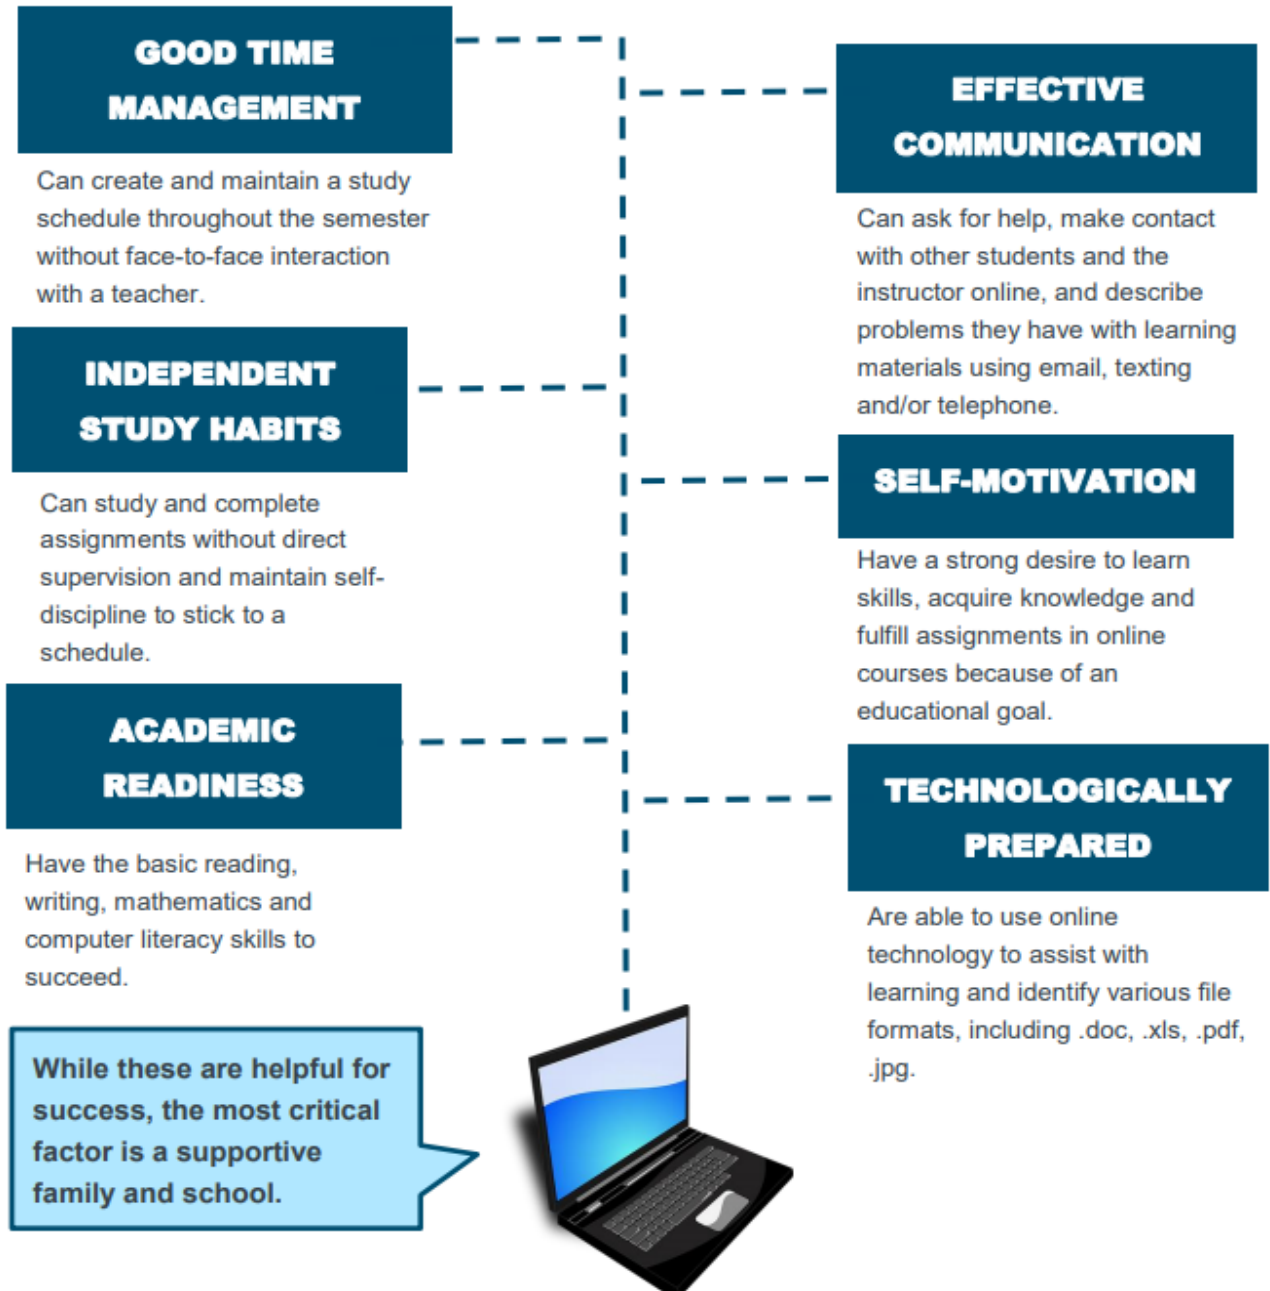 GOOD TIME
MANAGEMENT
Can create and maintain a study
schedule throughout the semester
without face-to-face interaction
with a teacher.
EFFECTIVE
COMMUNICATION
Can ask for help, make contact
with other students and the
instructor online, and describe
problems they have with learning
materials using email, texting
and/or telephone.
INDEPENDENT
STUDY HABITS
Can study and complete
assignments without direct
supervision and maintain self-
discipline to stick to a
schedule.
SELF-MOTIVATION
Have a strong desire to learn
skills, acquire knowledge and
fulfill assignments in online
courses because of an
educational goal.
ACADEMIC
READINESS
Have the basic reading,
writing, mathematics and
computer literacy skills to
succeed.
TECHNOLOGICALLY
PREPARED
Are able to use online
technology to assist with
learning and identify various file
formats, including .doc, .xls, .pdf,
.jpg.
While these are helpful for
success, the most critical
factor is a supportive
family and school.